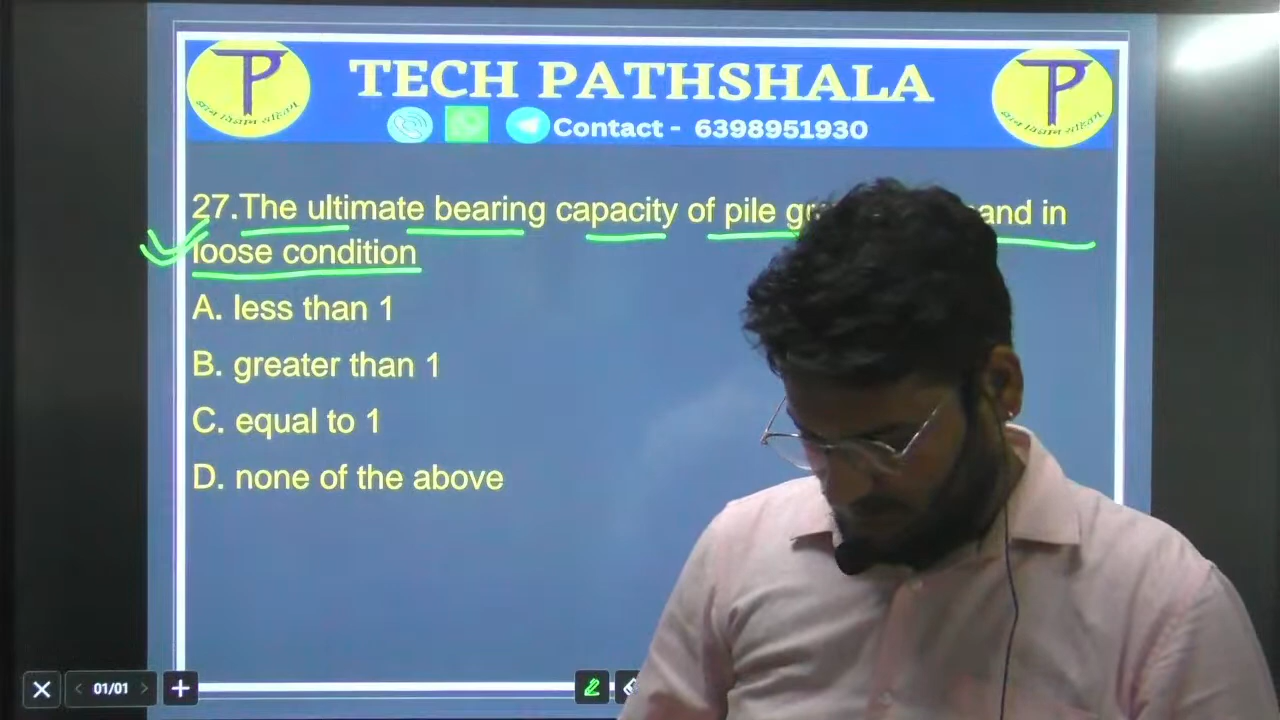 TECH PATHSHALA
Contact - 6398951930
27.The ultimate bearing capacity of pile in
loose condition
A. less than 1
B. greater than 1
C. equal to 1
D. none of the above
01/01